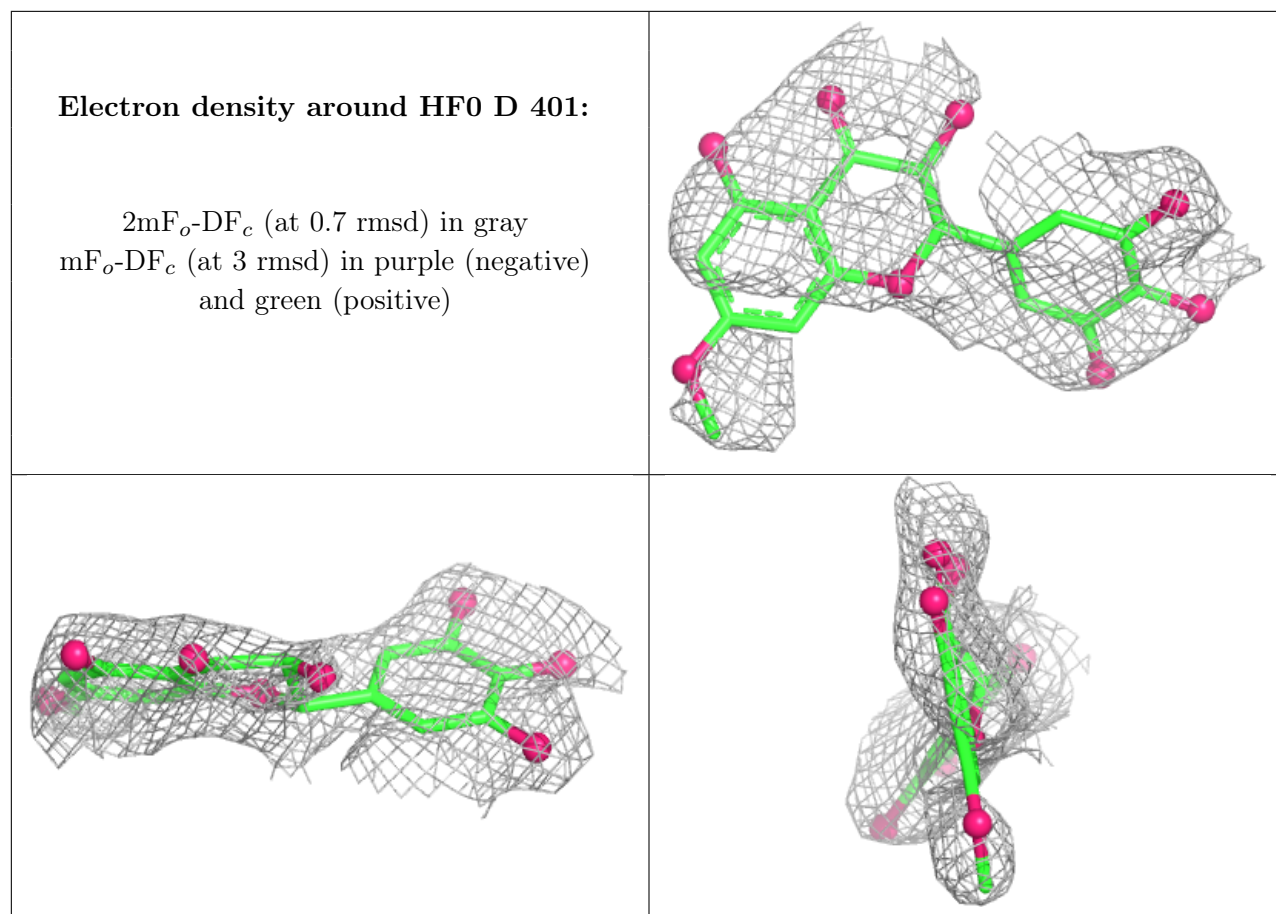 Electron density around HF0 D 401:
2mFₒ-DF𝒸 (at 0.7 rmsd) in gray
mFₒ-DF𝒸 (at 3 rmsd) in purple (negative)
and green (positive)